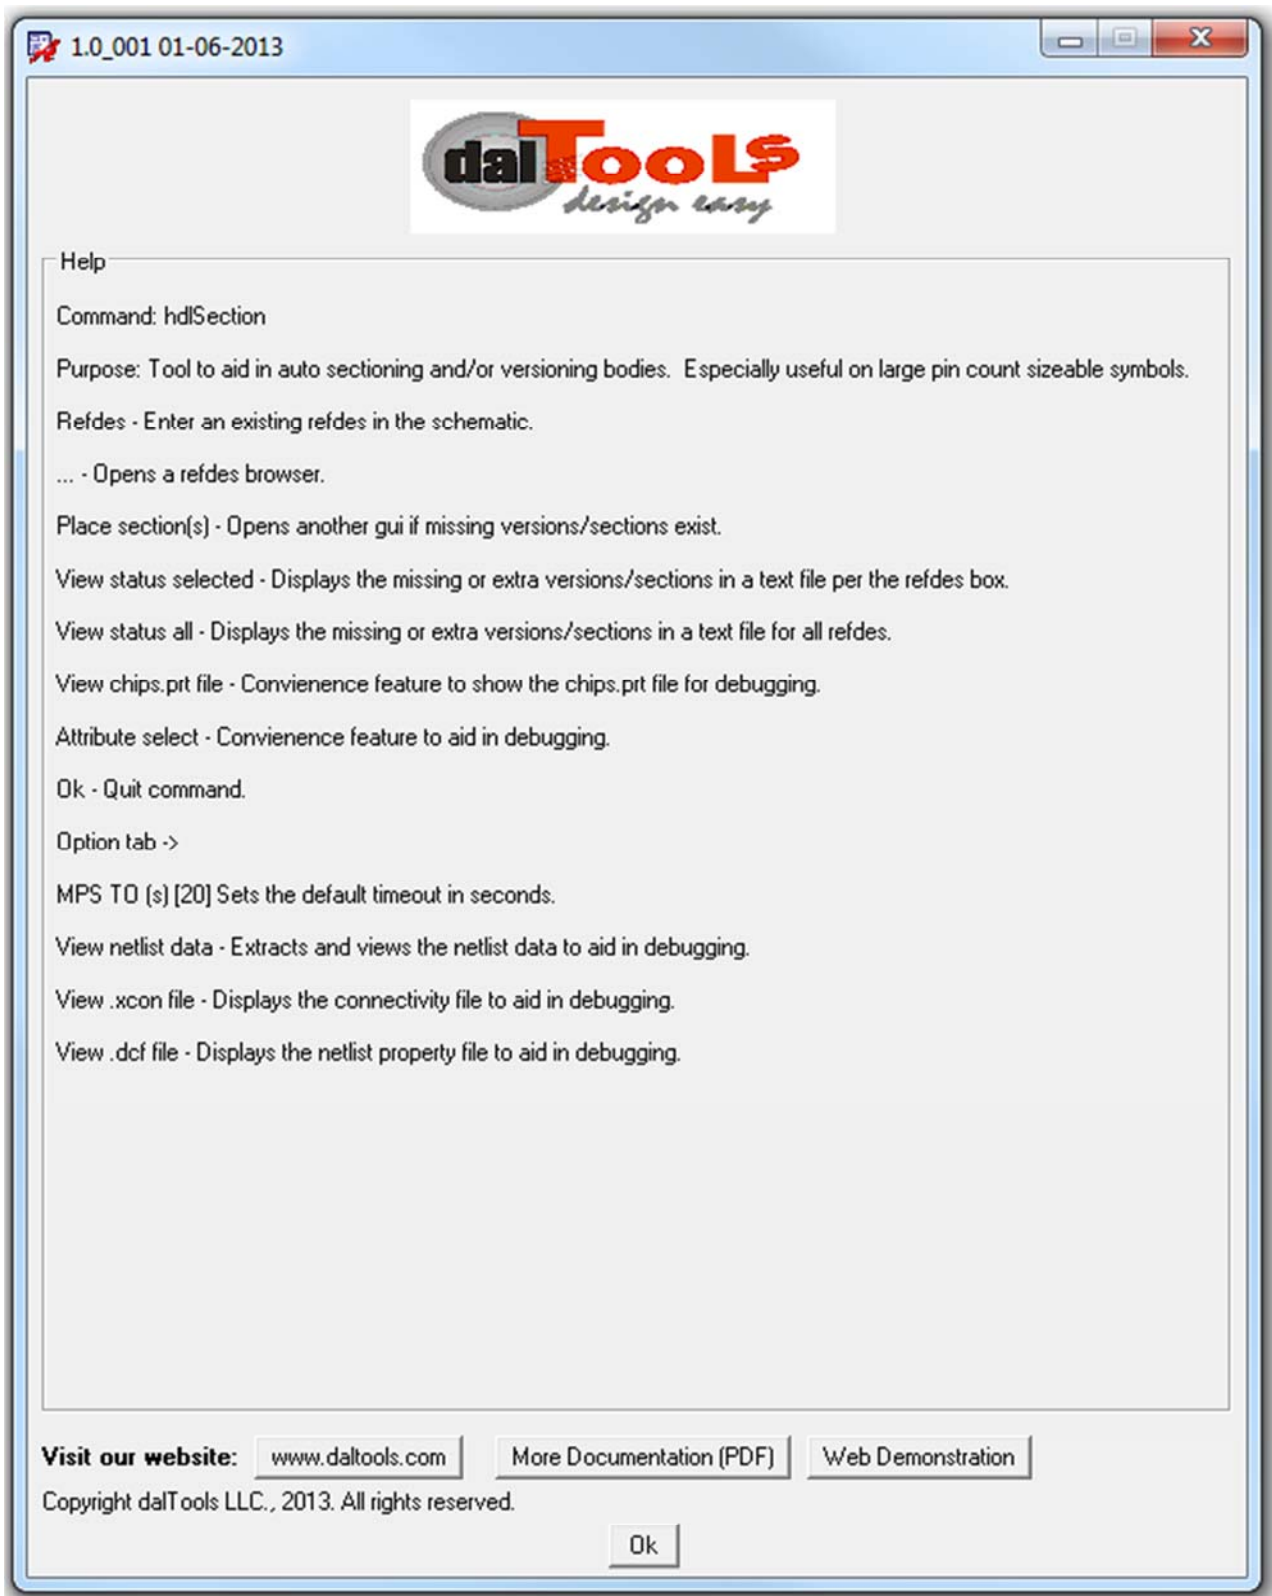 1.0_001 01-06-2013
dalTools
design easy
Help
Command: hdlSection
Purpose: Tool to aid in auto sectioning and/or versioning bodies.  Especially useful on large pin count sizeable symbols.
Refdes - Enter an existing refdes in the schematic.
... - Opens a refdes browser.
Place section(s) - Opens another gui if missing versions/sections exist.
View status selected - Displays the missing or extra versions/sections in a text file per the refdes box.
View status all - Displays the missing or extra versions/sections in a text file for all refdes.
View chips.prt file - Convienence feature to show the chips.prt file for debugging.
Attribute select - Convienence feature to aid in debugging.
Ok - Quit command.
Option tab ->
MPS TO (s) [20] Sets the default timeout in seconds.
View netlist data - Extracts and views the netlist data to aid in debugging.
View .xcon file - Displays the connectivity file to aid in debugging.
View .dcf file - Displays the netlist property file to aid in debugging.
Visit our website: www.daltools.com More Documentation (PDF) Web Demonstration
Copyright dalTools LLC., 2013. All rights reserved.
Ok